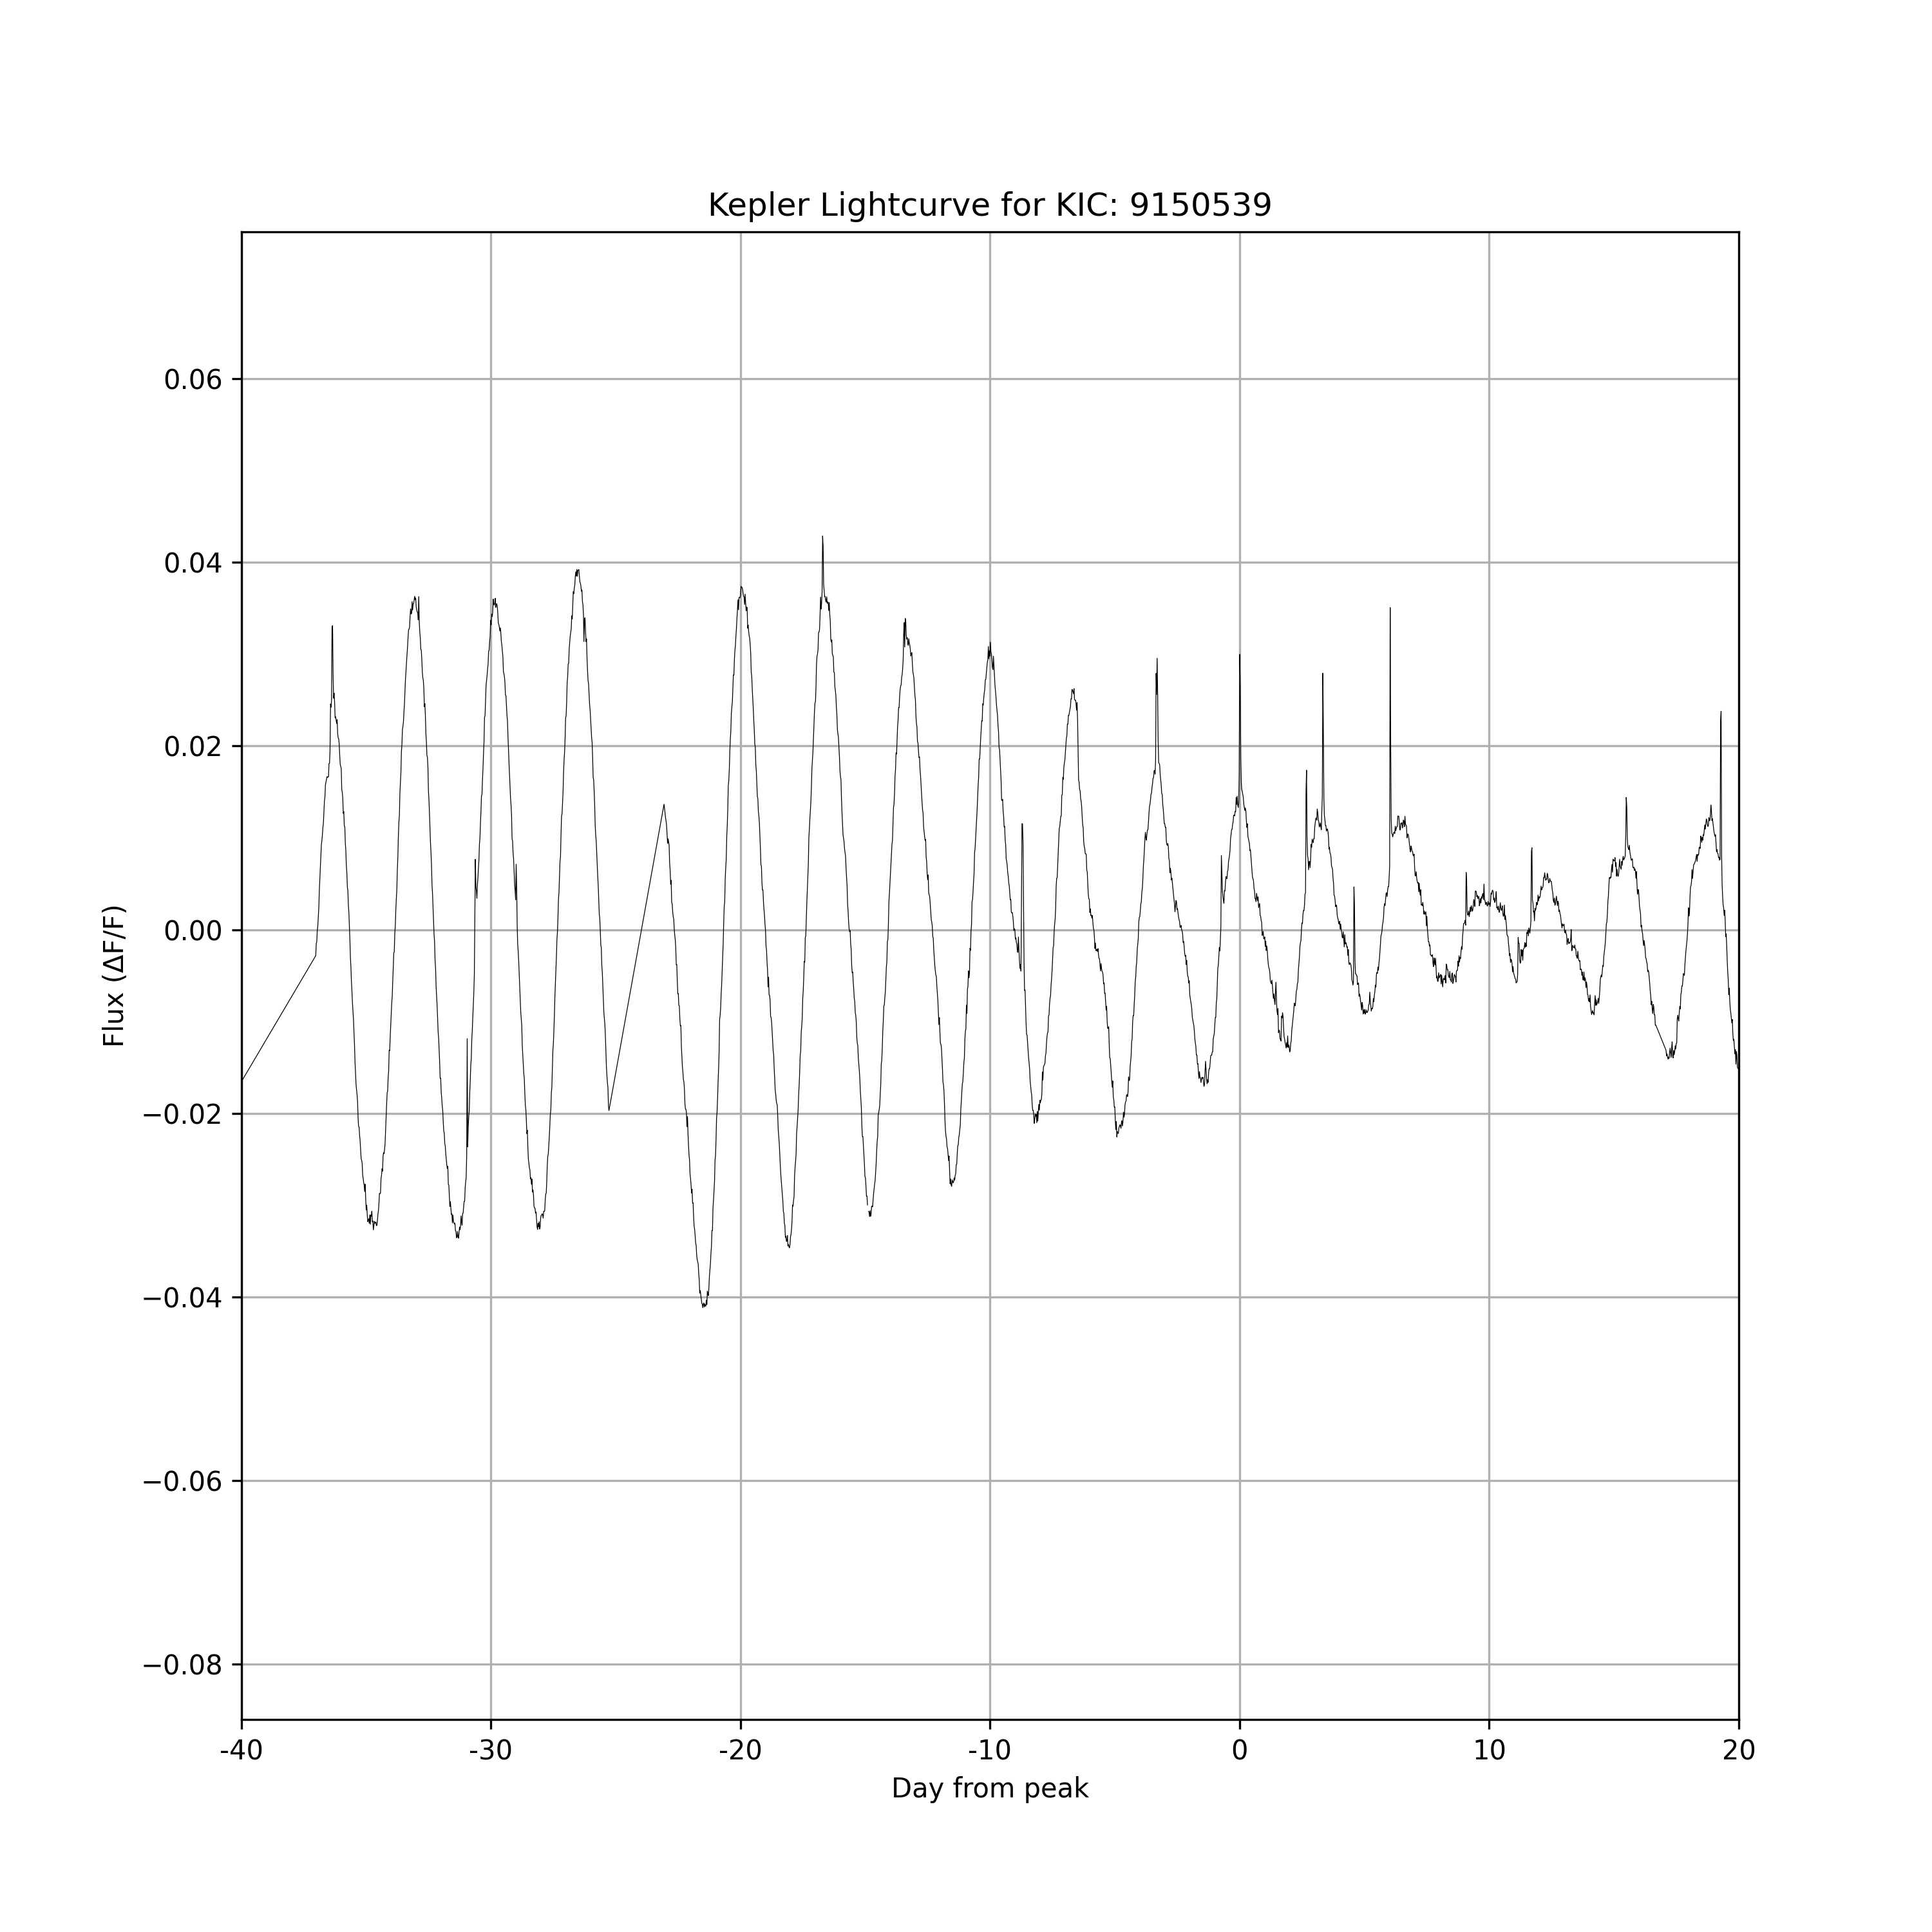 Kepler Lightcurve for KIC: 9150539
Flux (ΔF/F)
0.06
0.04
0.02
0.00
−0.02
−0.04
−0.06
−0.08
-40 -30 -20 -10 0 10 20
Day from peak